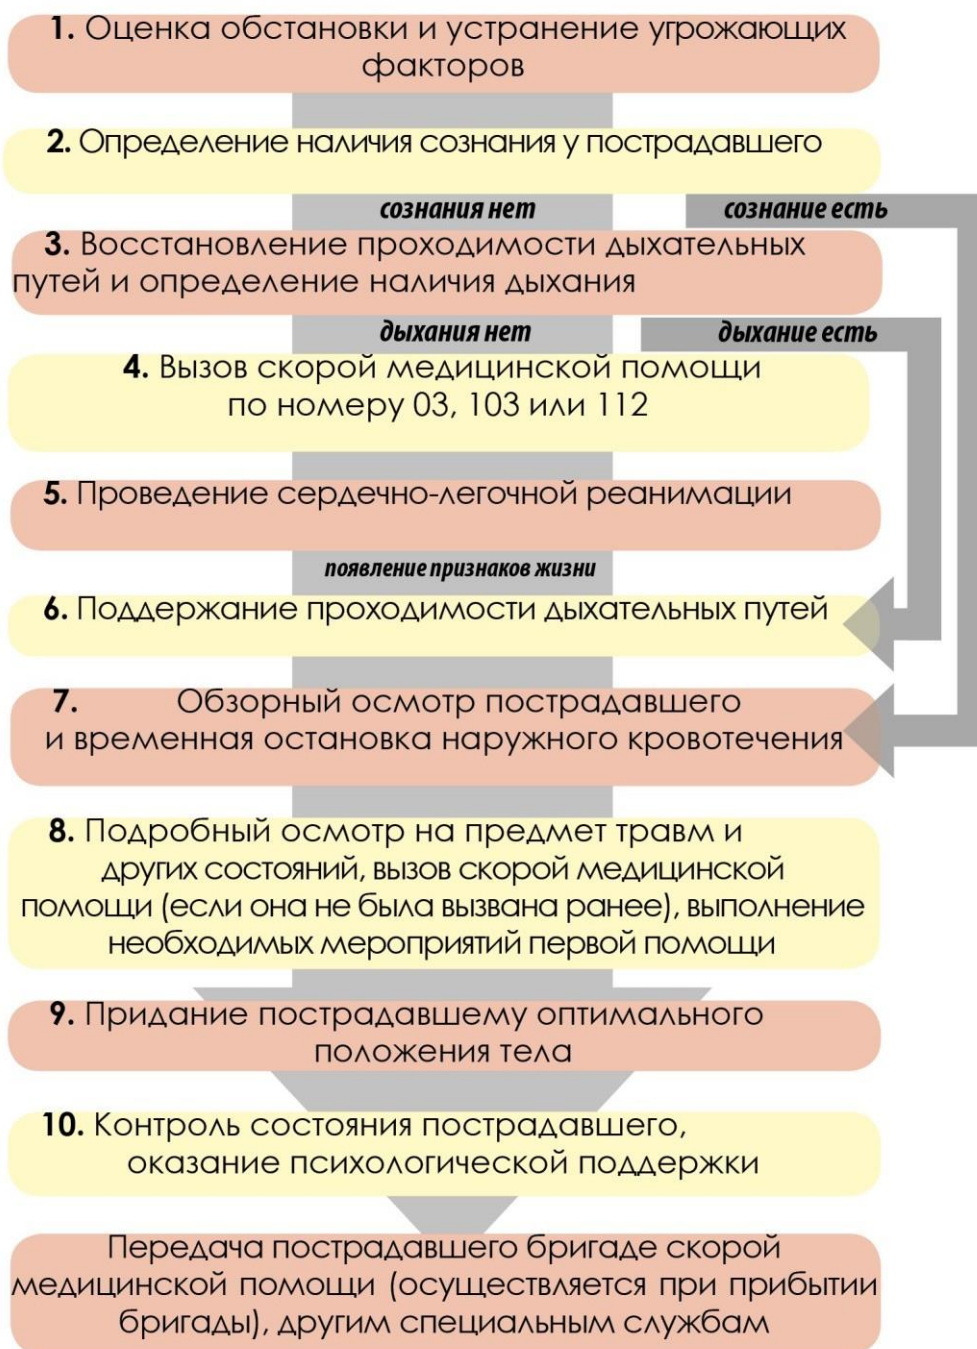 1. Оценка обстановки и устранение угрожающих
факторов
2. Определение наличия сознания у пострадавшего
сознания нет
сознание есть
3. Восстановление проходимости дыхательных
путей и определение наличия дыхания
дыхания нет
дыхание есть
4. Вызов скорой медицинской помощи
по номеру 03, 103 или 112
5. Проведение сердечно-легочной реанимации
появление признаков жизни
6. Поддержание проходимости дыхательных путей
7. Обзорный осмотр пострадавшего
и временная остановка наружного кровотечения
8. Подробный осмотр на предмет травм и
других состояний, вызов скорой медицинской
помощи (если она не была вызвана ранее), выполнение
необходимых мероприятий первой помощи
9. Придание пострадавшему оптимального
положения тела
10. Контроль состояния пострадавшего,
оказание психологической поддержки
Передача пострадавшего бригаде скорой
медицинской помощи (осуществляется при прибытии
бригады), другим специальным службам